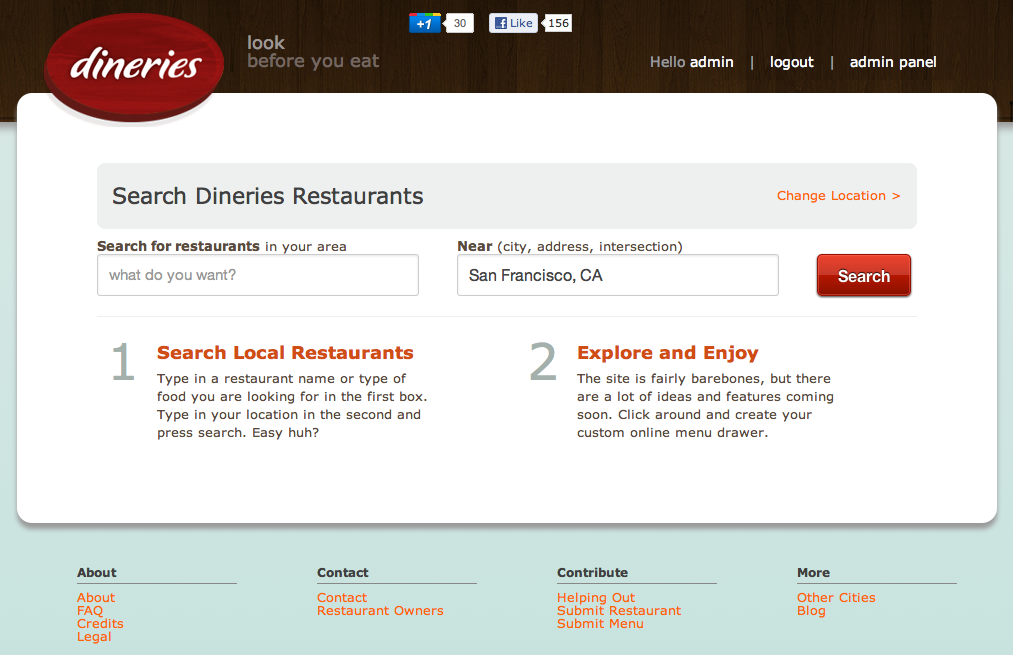 dineries
look
before you eat
+1 30 Like 156
Hello admin | logout | admin panel
Search Dineries Restaurants
Change Location >
Search for restaurants in your area
what do you want?
Near (city, address, intersection)
San Francisco, CA
Search
1
Search Local Restaurants
Type in a restaurant name or type of
food you are looking for in the first box.
Type in your location in the second and
press search. Easy huh?
2
Explore and Enjoy
The site is fairly barebones, but there
are a lot of ideas and features coming
soon. Click around and create your
custom online menu drawer.
About
About
FAQ
Credits
Legal
Contact
Contact
Restaurant Owners
Contribute
Helping Out
Submit Restaurant
Submit Menu
More
Other Cities
Blog